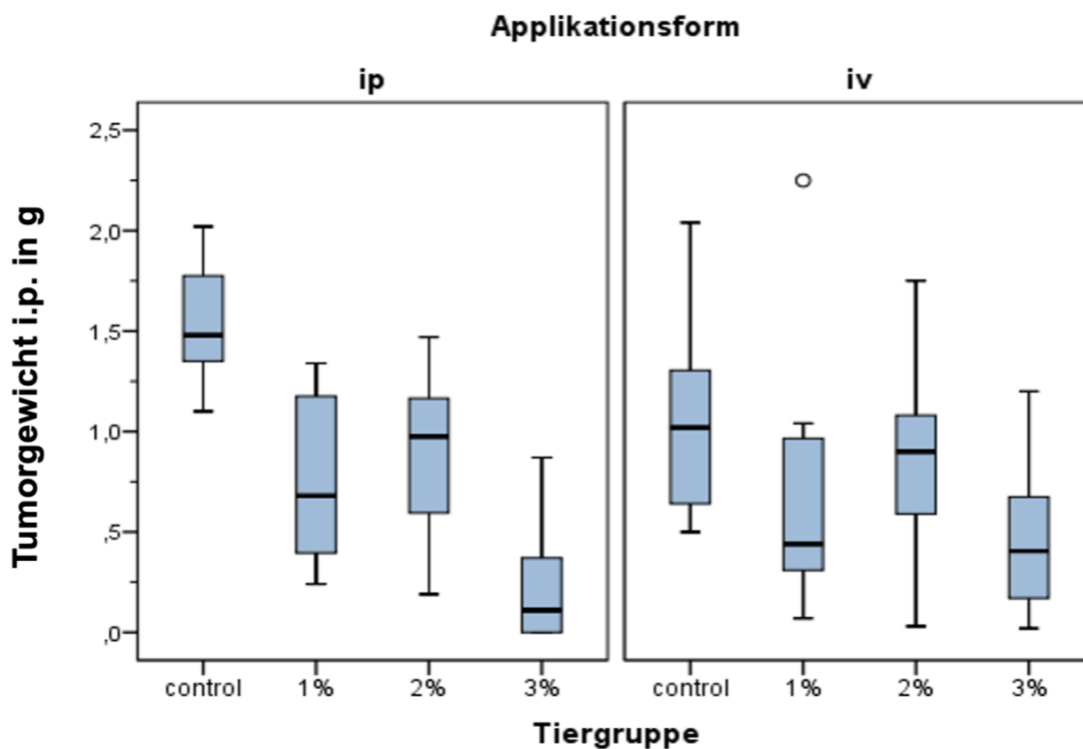 Applikationsform
ip
iv
Tumorgewicht i.p. in g
2,5
2,0
1,5
1,0
,5
,0
control 1% 2% 3%
control 1% 2% 3%
Tiergruppe